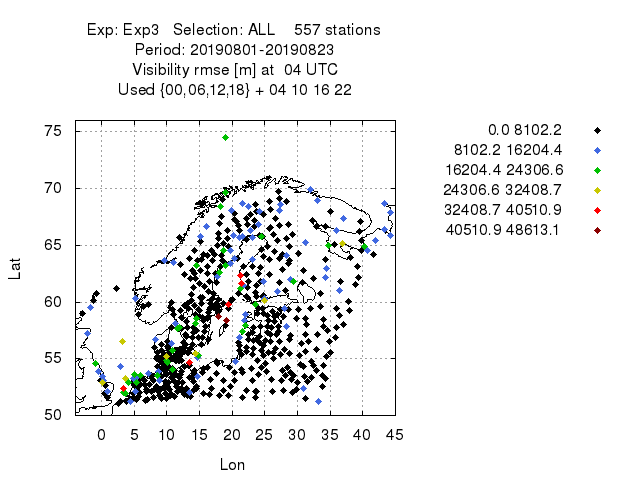 Exp: Exp3 Selection: ALL 557 stations
Period: 20190801-20190823
Visibility rmse [m] at 04 UTC
Used {00,06,12,18} + 04 10 16 22
0.0 8102.2
8102.2 16204.4
16204.4 24306.6
24306.6 32408.7
32408.7 40510.9
40510.9 48613.1
Lat
75
70
65
60
55
50
0 5 10 15 20 25 30 35 40 45
Lon